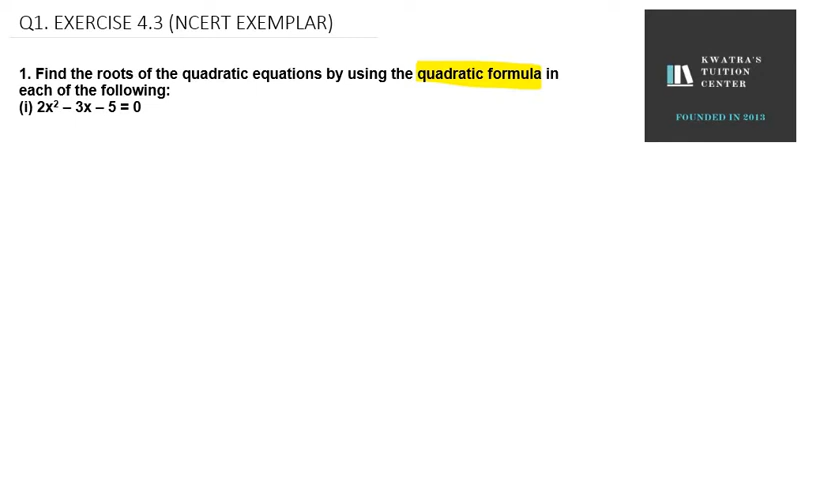 Q1. EXERCISE 4.3 (NCERT EXEMPLAR)
1. Find the roots of the quadratic equations by using the quadratic formula in
each of the following:
(i) 2x² – 3x – 5 = 0
KWATRA'S
TUITION
CENTER
FOUNDED IN 2013